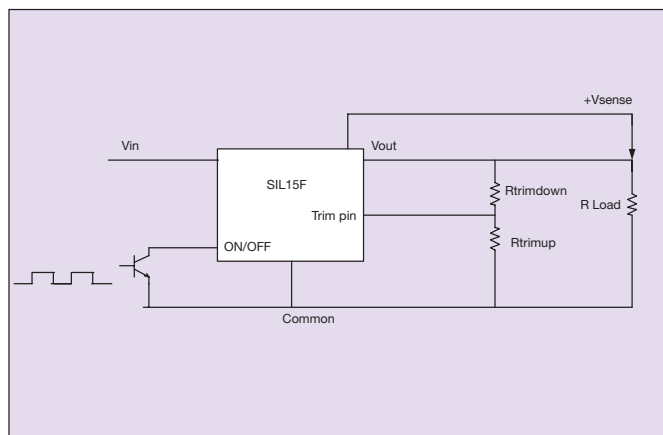 +Vsense
Vin
Vout
SIL15F
Rtrimdown
R Load
Trim pin
Rtrimup
ON/OFF
Common